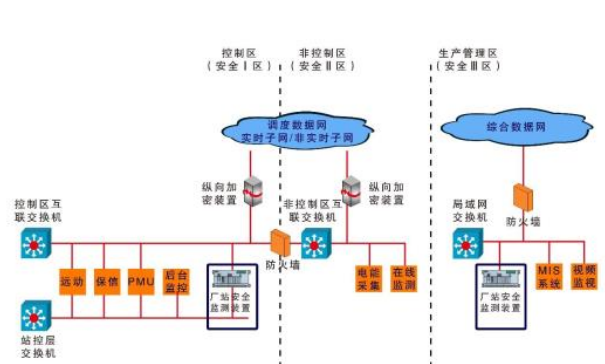 控制区
（安全Ⅰ区）
非控制区
（安全Ⅱ区）
生产管理区
（安全Ⅲ区）
调度数据网
实时子网/非实时子网
综合数据网
纵向加
密装置
纵向加
密装置
控制区互
联交换机
非控制区互
联交换机
局域网
交换机
防火墙
防火墙
远动
保信
PMU
后台
监控
电能
采集
在线
监测
MIS
系统
视频
监视
厂站安全
监测装置
厂站安全
监测装置
站控层
交换机